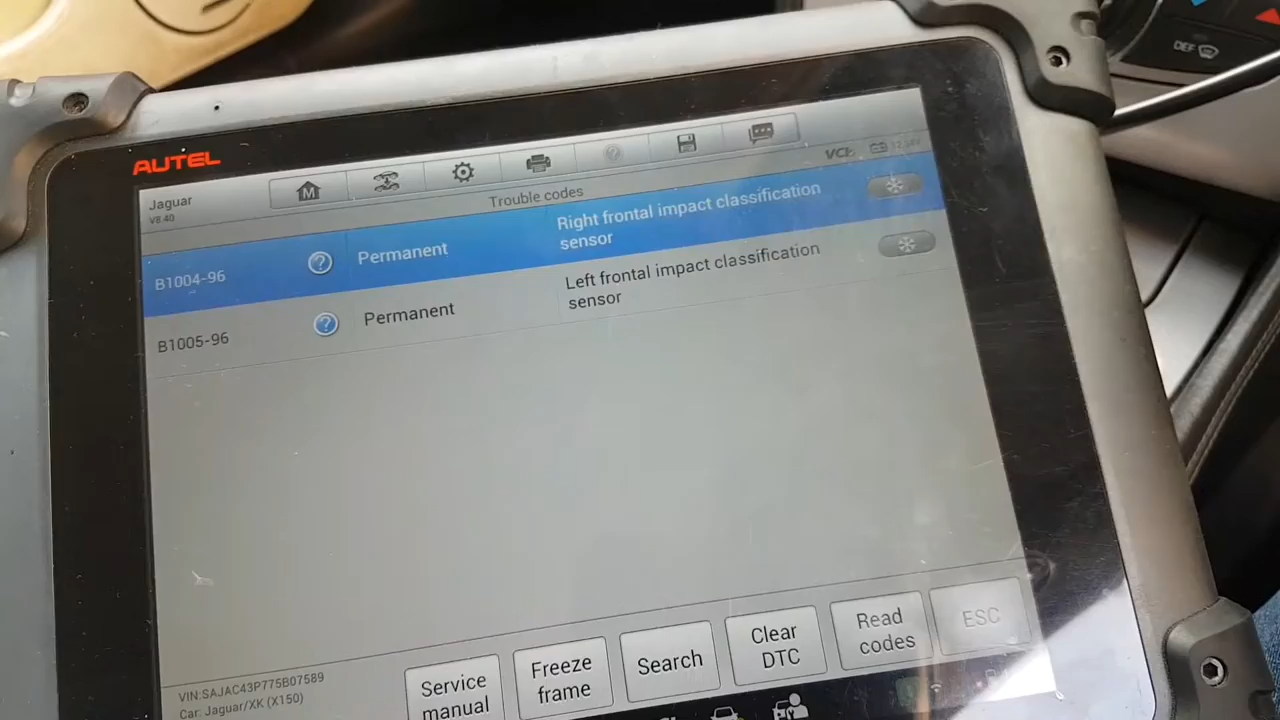 DEF
AUTEL
Jaguar
V8.40
M
VCI
Trouble codes
B1004-96
?
Permanent
Right frontal impact classification
sensor
B1005-96
?
Permanent
Left frontal impact classification
sensor
VIN:SAJAC43P775B07589
Car: Jaguar/XK (X150)
Service
manual
Freeze
frame
Search
Clear
DTC
Read
codes
ESC